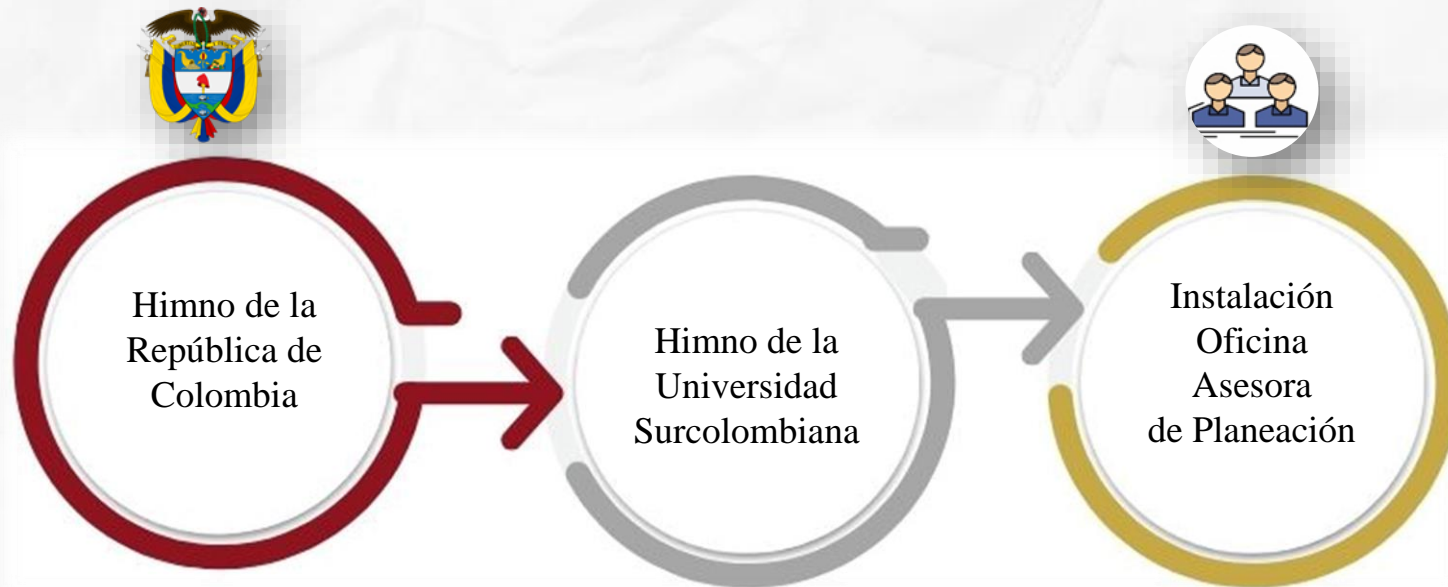 Himno de la
República de
Colombia
Himno de la
Universidad
Surcolombiana
Instalación
Oficina
Asesora
de Planeación